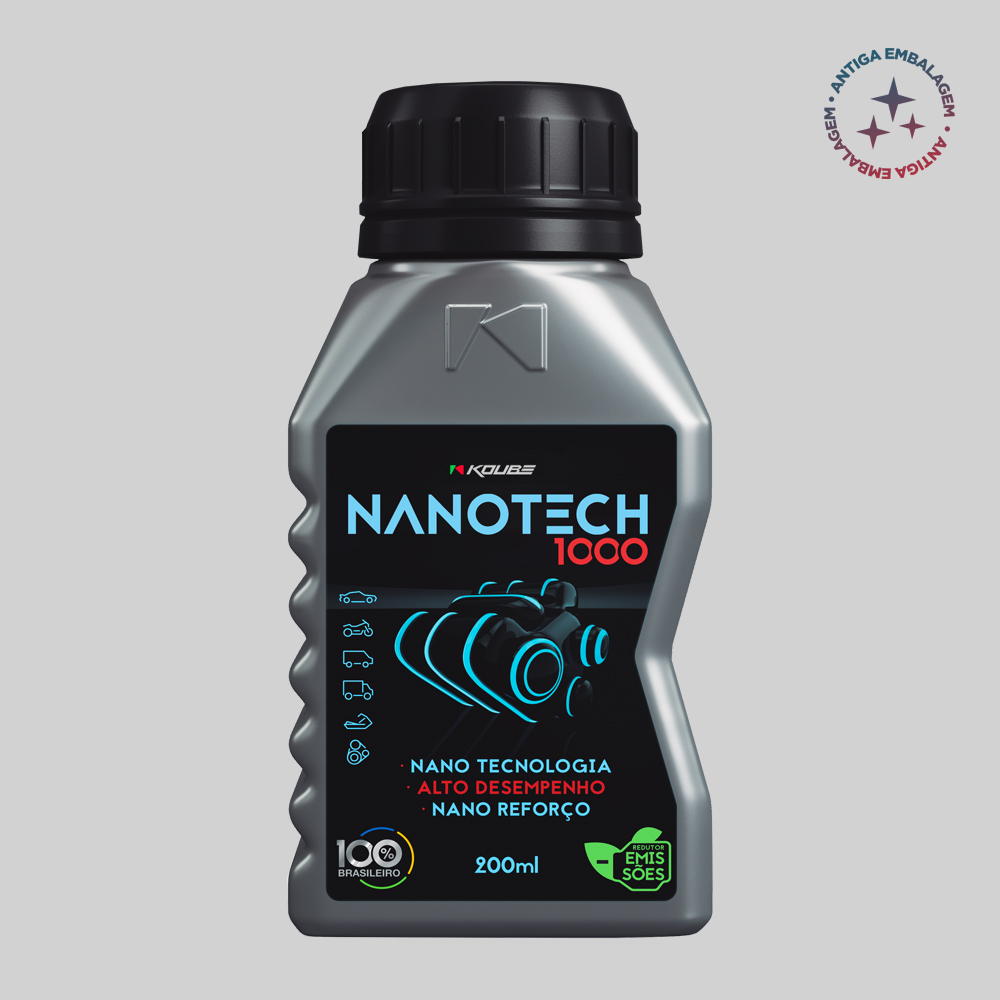 • ANTIGA EMBALAGEM • ANTIGA EMBALAGEM
KOUBE
NANOTECH
1000
· NANO TECNOLOGIA
· ALTO DESEMPENHO
· NANO REFORÇO
100%
BRASILEIRO
200ml
REDUTOR
EMIS
SÕES